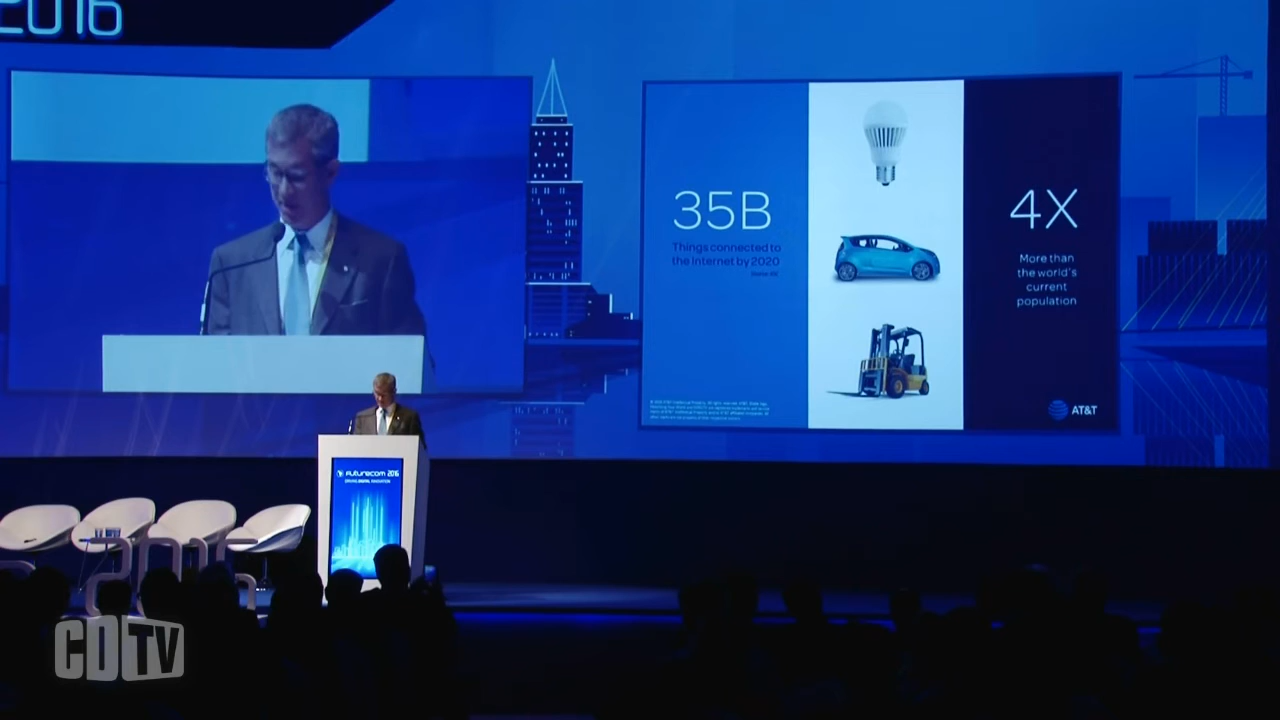 2016
35B
Things connected to
the internet by 2020
4X
More than
the world's
current
population
AT&T
Futurecom 2016
2016
CDTV